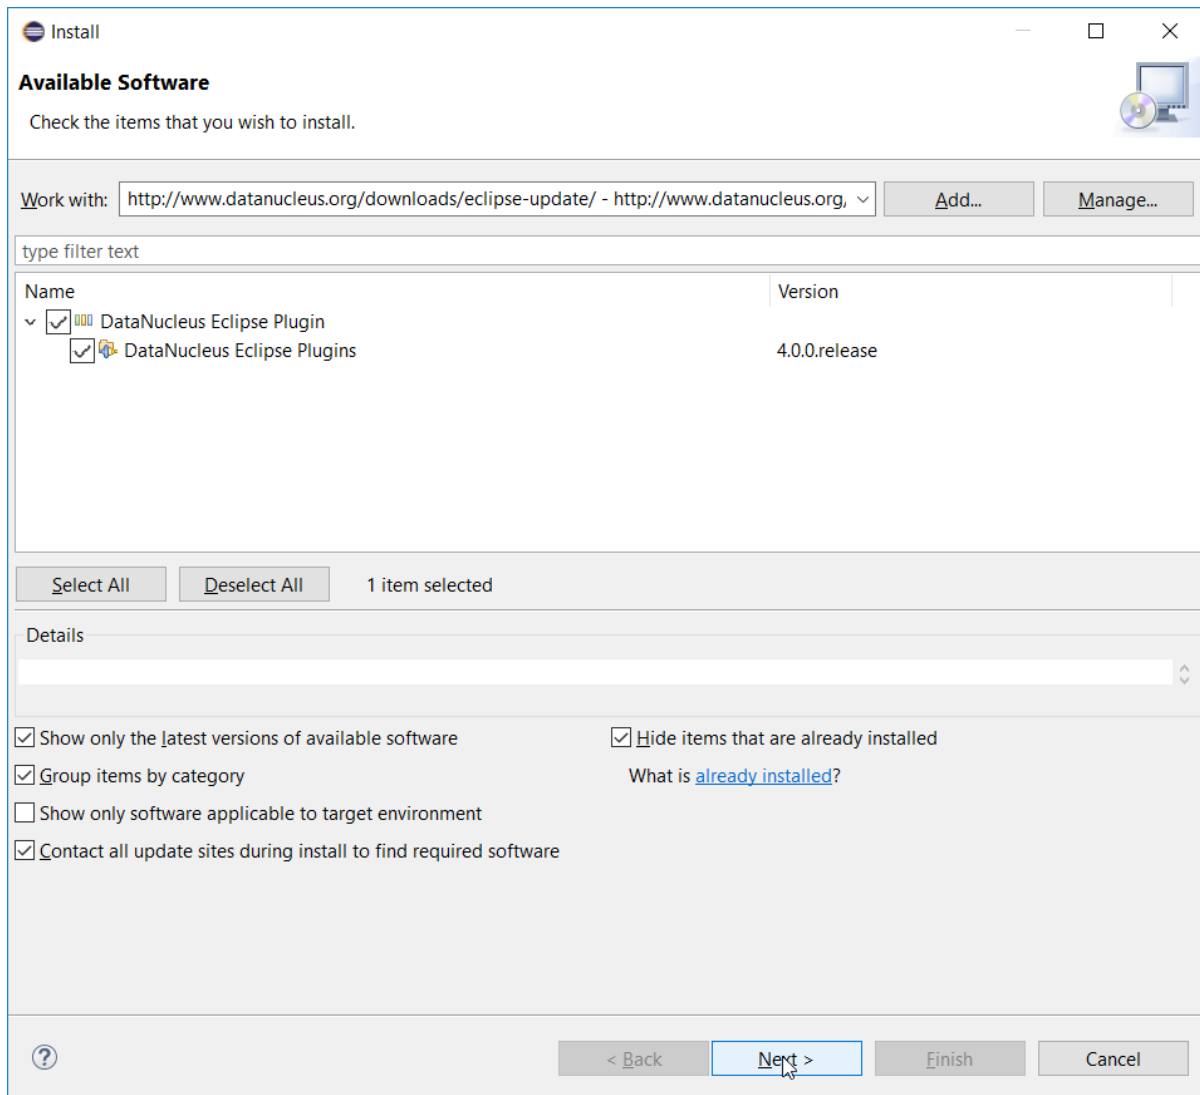 Install
Available Software
Check the items that you wish to install.
Work with: http://www.datanucleus.org/downloads/eclipse-update/ - http://www.datanucleus.org, Add... Manage...
type filter text
Name Version
DataNucleus Eclipse Plugin
DataNucleus Eclipse Plugins 4.0.0.release
Select All Deselect All 1 item selected
Details
Show only the latest versions of available software Hide items that are already installed
Group items by category What is already installed?
Show only software applicable to target environment
Contact all update sites during install to find required software
? < Back Next > Finish Cancel